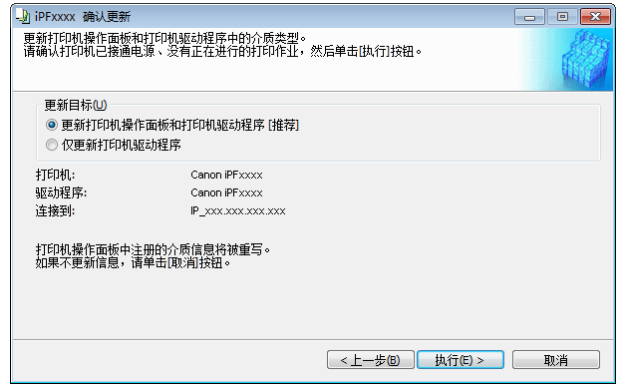 iPFxxxx 确认更新
更新打印机操作面板和打印机驱动程序中的介质类型。
请确认打印机已接通电源、没有正在进行的打印作业，然后单击[执行]按钮。
更新目标(U)
更新打印机操作面板和打印机驱动程序 [推荐]
仅更新打印机驱动程序
打印机: Canon iPFxxxx
驱动程序: Canon iPFxxxx
连接到: IP_xxx.xxx.xxx.xxx
打印机操作面板中注册的介质信息将被重写。
如果不更新信息，请单击[取消]按钮。
<上一步(B) 执行(E) > 取消